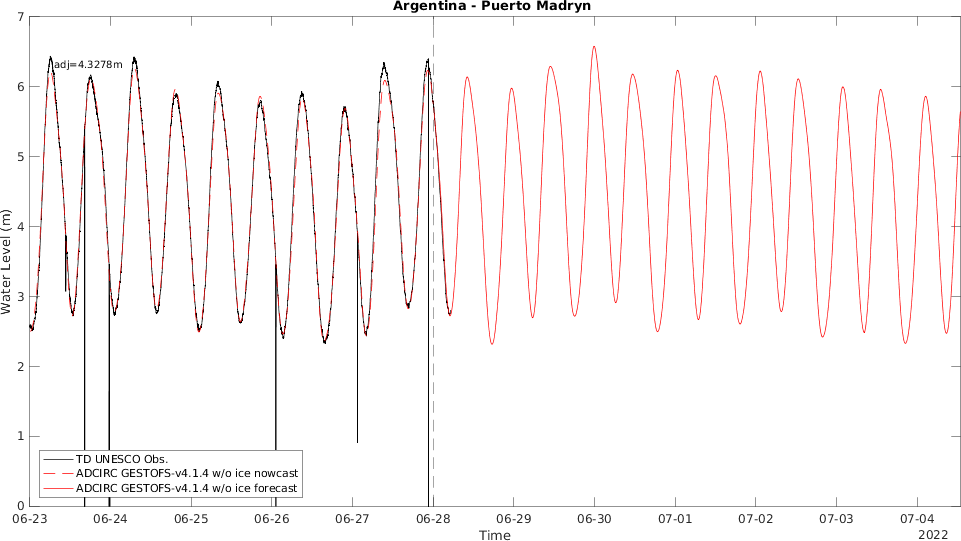 Argentina - Puerto Madryn
7
adj=4.3278m
6
5
4
3
2
1
0
Water Level (m)
TD UNESCO Obs.
ADCIRC GESTOFS-v4.1.4 w/o ice nowcast
ADCIRC GESTOFS-v4.1.4 w/o ice forecast
06-23 06-24 06-25 06-26 06-27 06-28 06-29 06-30 07-01 07-02 07-03 07-04
Time
2022